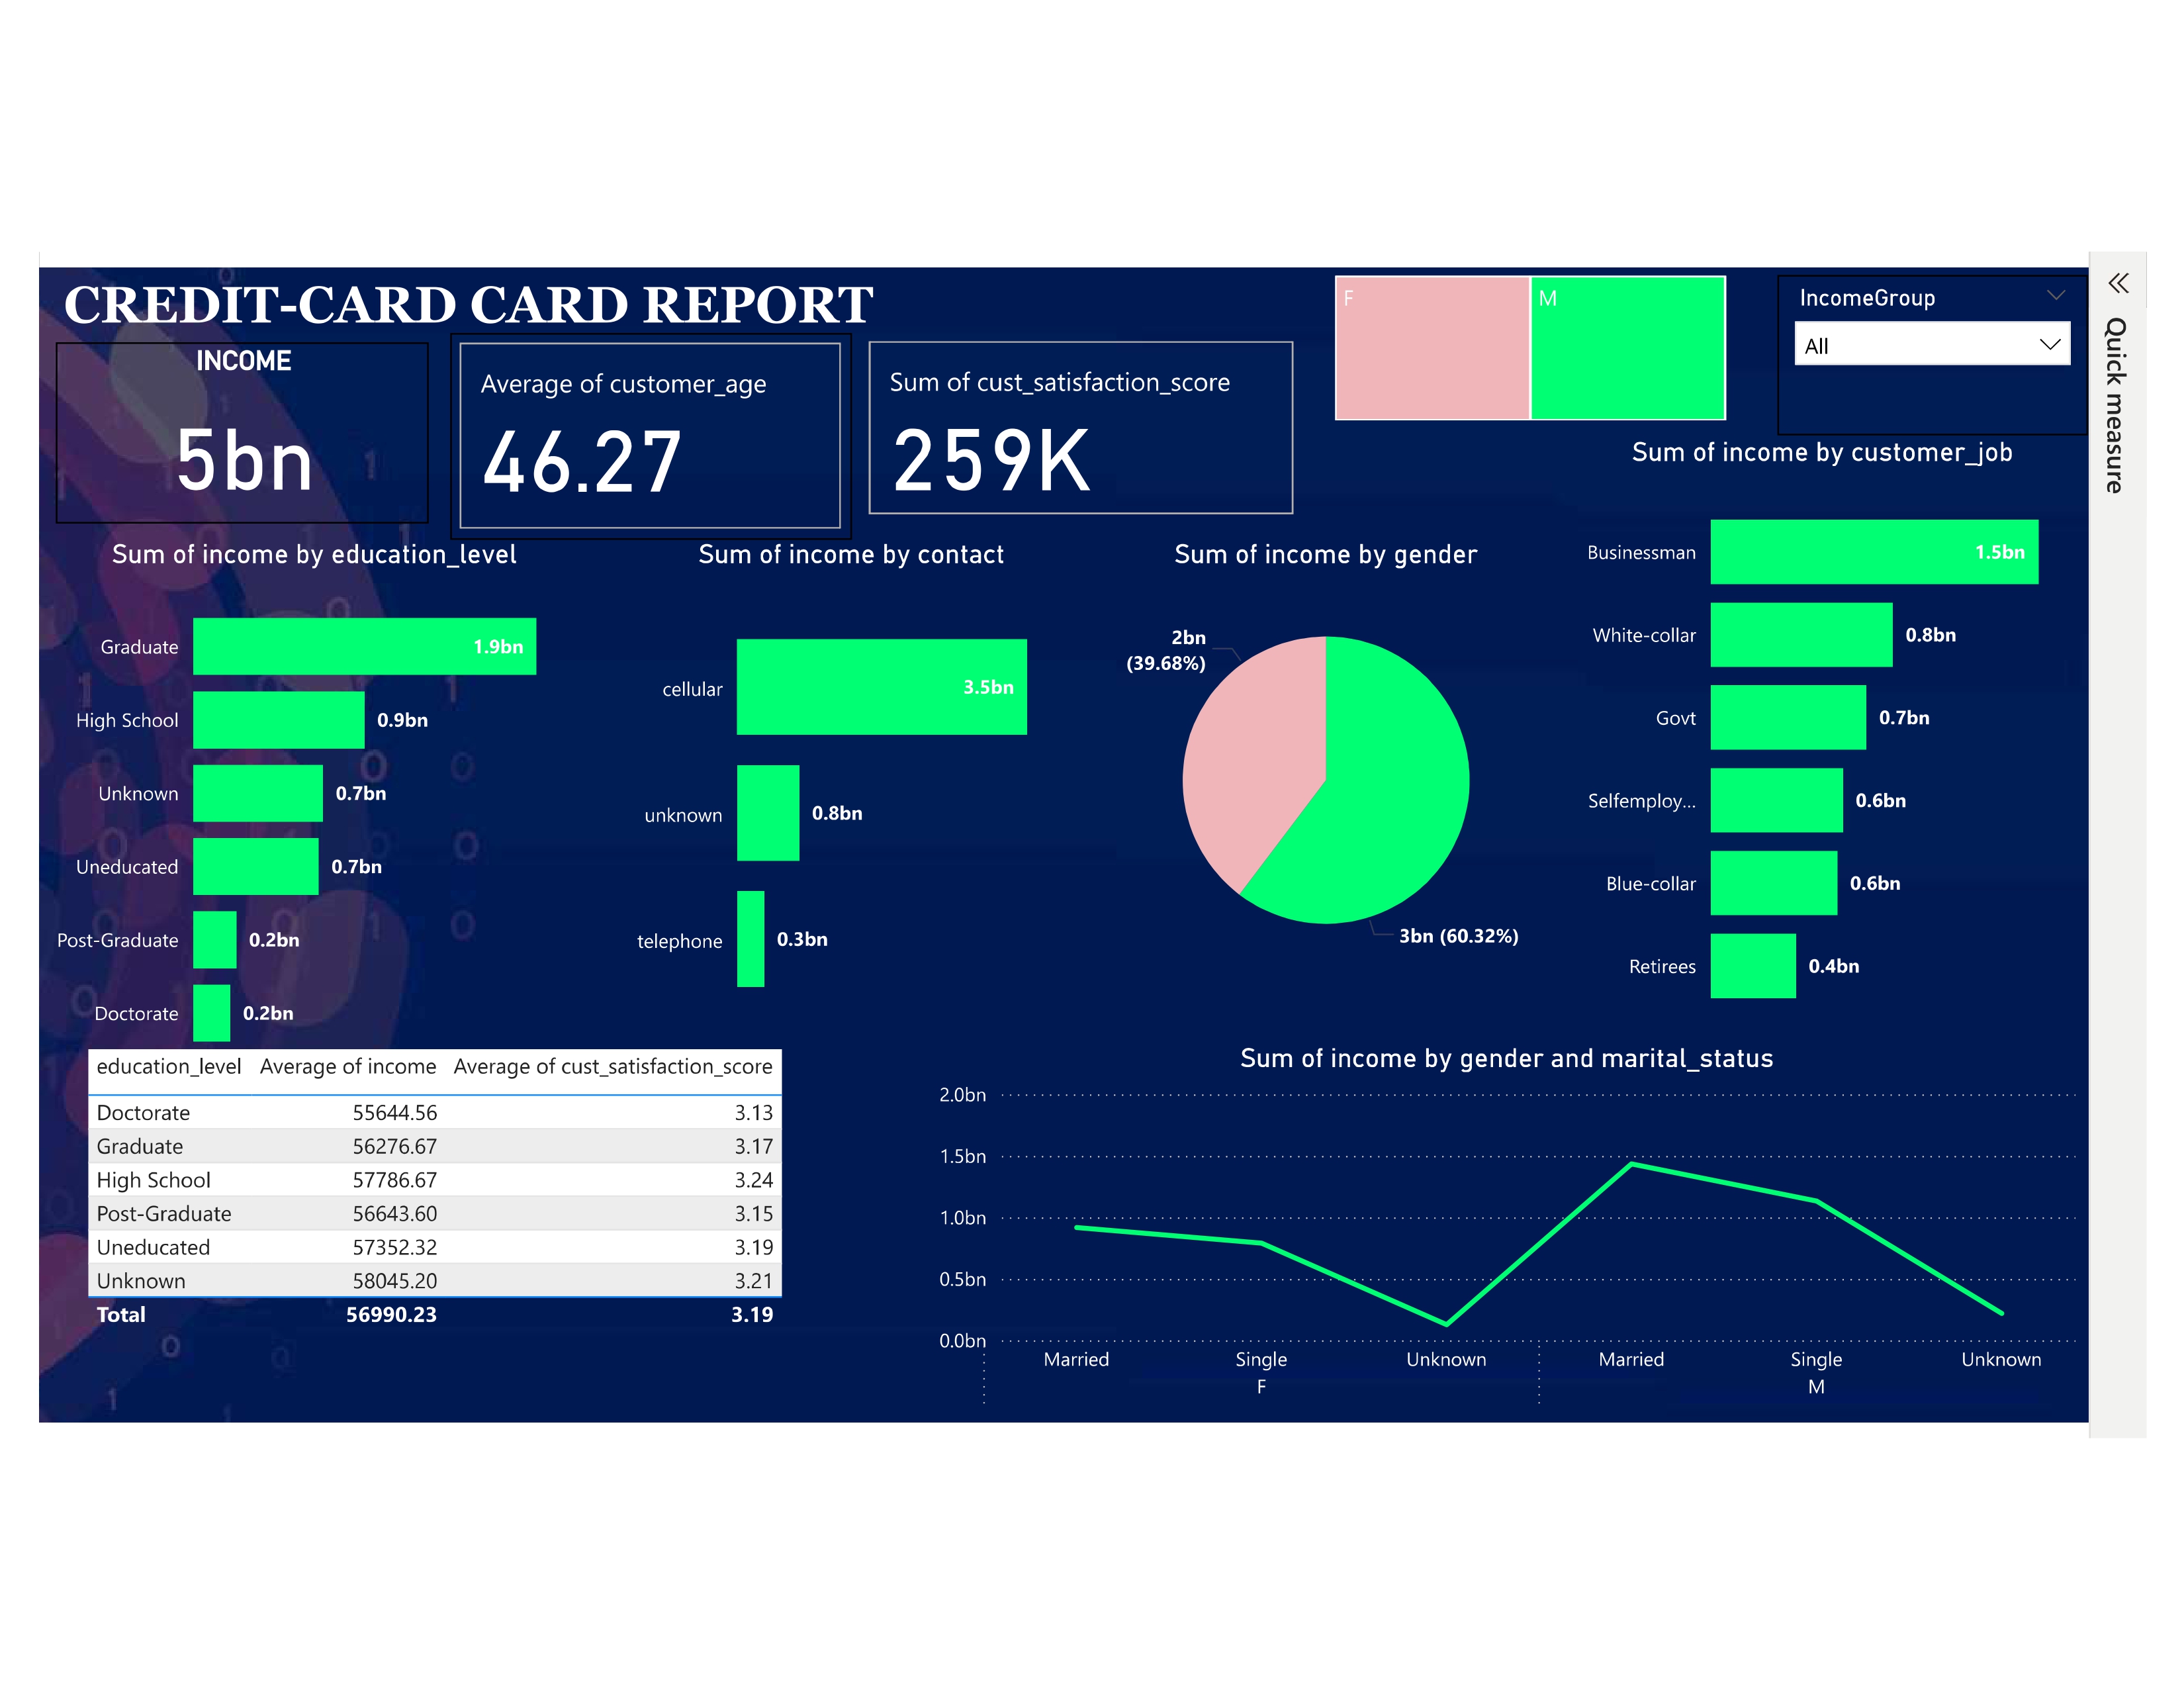 CREDIT-CARD CARD REPORT
F
M
IncomeGroup
All
Quick measure
INCOME
5bn
Average of customer_age
46.27
Sum of cust_satisfaction_score
259K
Sum of income by education_level
Graduate
1.9bn
High School
0.9bn
Unknown
0.7bn
Uneducated
0.7bn
Post-Graduate
0.2bn
Doctorate
0.2bn
Sum of income by contact
cellular
3.5bn
unknown
0.8bn
telephone
0.3bn
Sum of income by gender
2bn
(39.68%)
3bn (60.32%)
Sum of income by customer_job
Businessman
1.5bn
White-collar
0.8bn
Govt
0.7bn
Selfemploy...
0.6bn
Blue-collar
0.6bn
Retirees
0.4bn
education_level Average of income Average of cust_satisfaction_score
Doctorate 55644.56 3.13
Graduate 56276.67 3.17
High School 57786.67 3.24
Post-Graduate 56643.60 3.15
Uneducated 57352.32 3.19
Unknown 58045.20 3.21
Total 56990.23 3.19
Sum of income by gender and marital_status
2.0bn
1.5bn
1.0bn
0.5bn
0.0bn
Married Single Unknown Married Single Unknown
F M